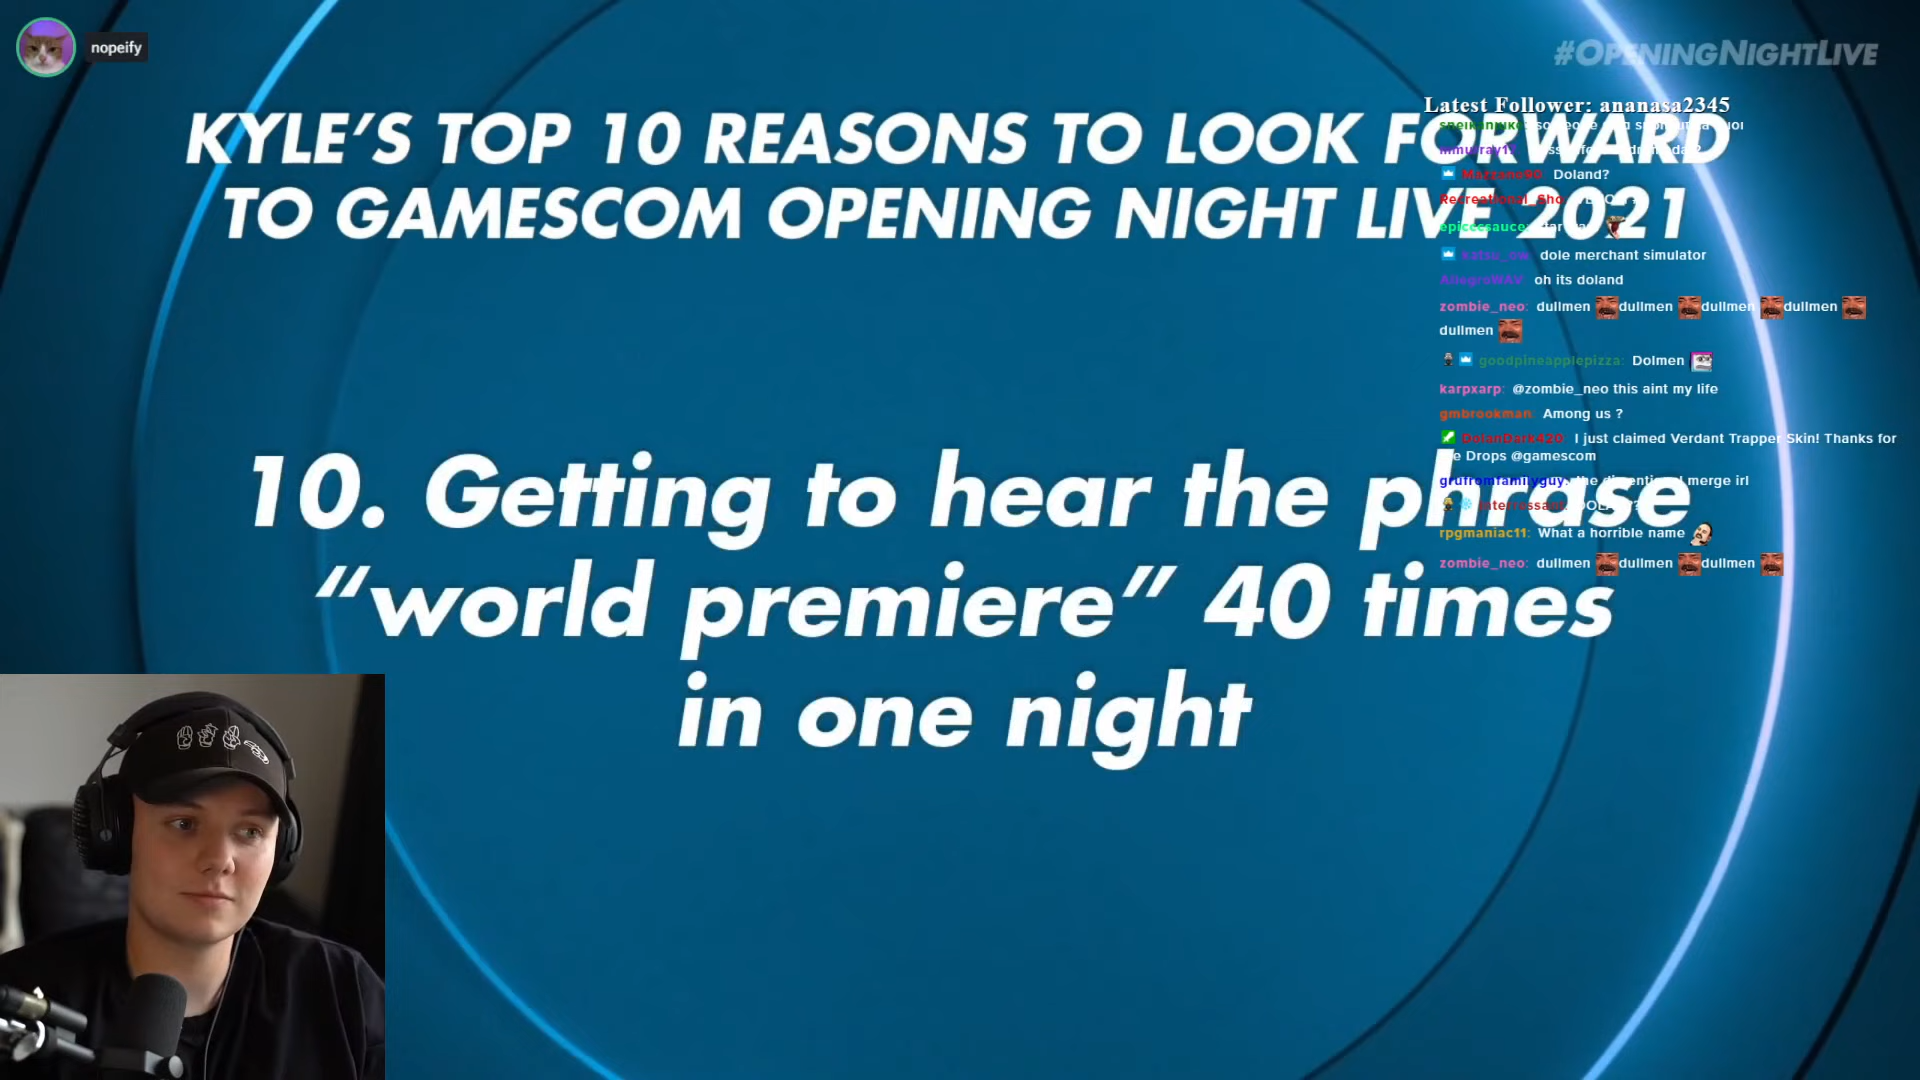 nopeify
#OPENINGNIGHTLIVE
KYLE'S TOP 10 REASONS TO LOOK FORWARD
TO GAMESCOM OPENING NIGHT LIVE 2021
10. Getting to hear the phrase
“world premiere” 40 times
in one night
Latest Follower: ananasa2345
Marzano90: Doland?
Recreational_Sho
epiccsauce:
katsu_ow: dole merchant simulator
AllegroWAV: oh its doland
zombie_neo: dullmen dullmen dullmen dullmen
dullmen
goodpineapplepizza: Dolmen
karpxarp: @zombie_neo this aint my life
gmbrookman: Among us ?
DolanDark420: I just claimed Verdant Trapper Skin! Thanks for
Drops @gamescom
grufromfamilyguy: merge irl
rpgmaniac11: What a horrible name
zombie_neo: dullmen dullmen dullmen